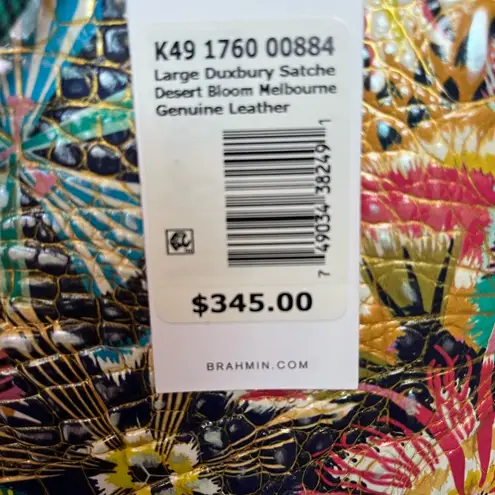 K49 1760 00884
Large Duxbury Satche
Desert Bloom Melbourne
Genuine Leather
7 49034 38249 1
$345.00
BRAHMIN.COM